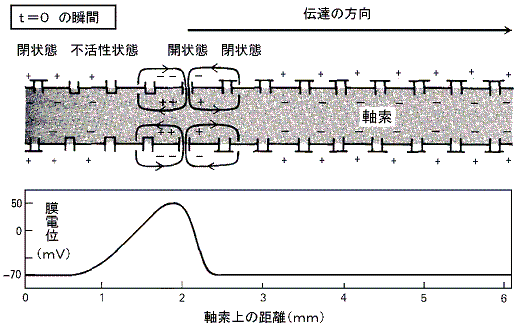 t=0 の瞬間
伝達の方向
閉状態 不活性状態 開状態 閉状態
軸索
膜電位
(mV)
50
0
-70
0 1 2 3 4 5 6
軸索上の距離(mm)